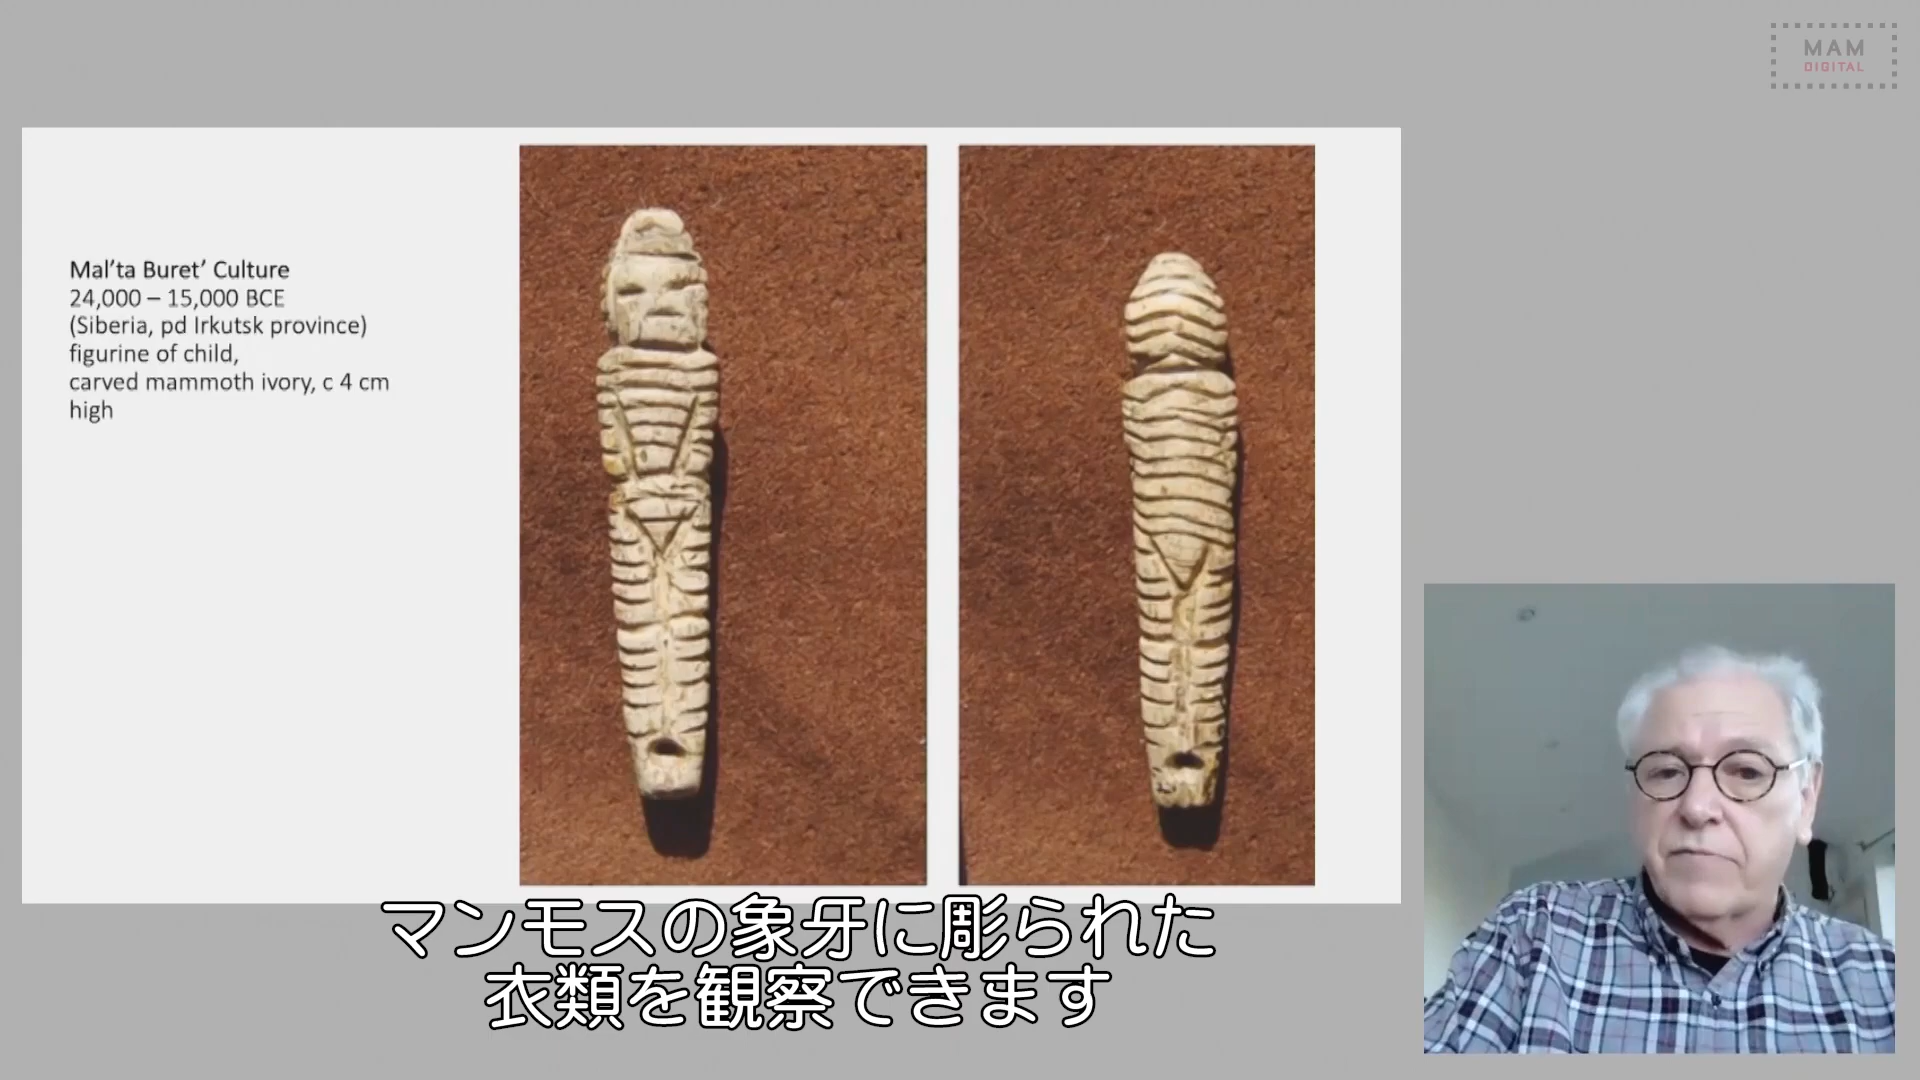 MAM
DIGITAL
Mal’ta Buret’ Culture
24,000 – 15,000 BCE
(Siberia, pd Irkutsk province)
figurine of child,
carved mammoth ivory, c 4 cm
high
マンモスの象牙に彫られた
衣類を観察できます